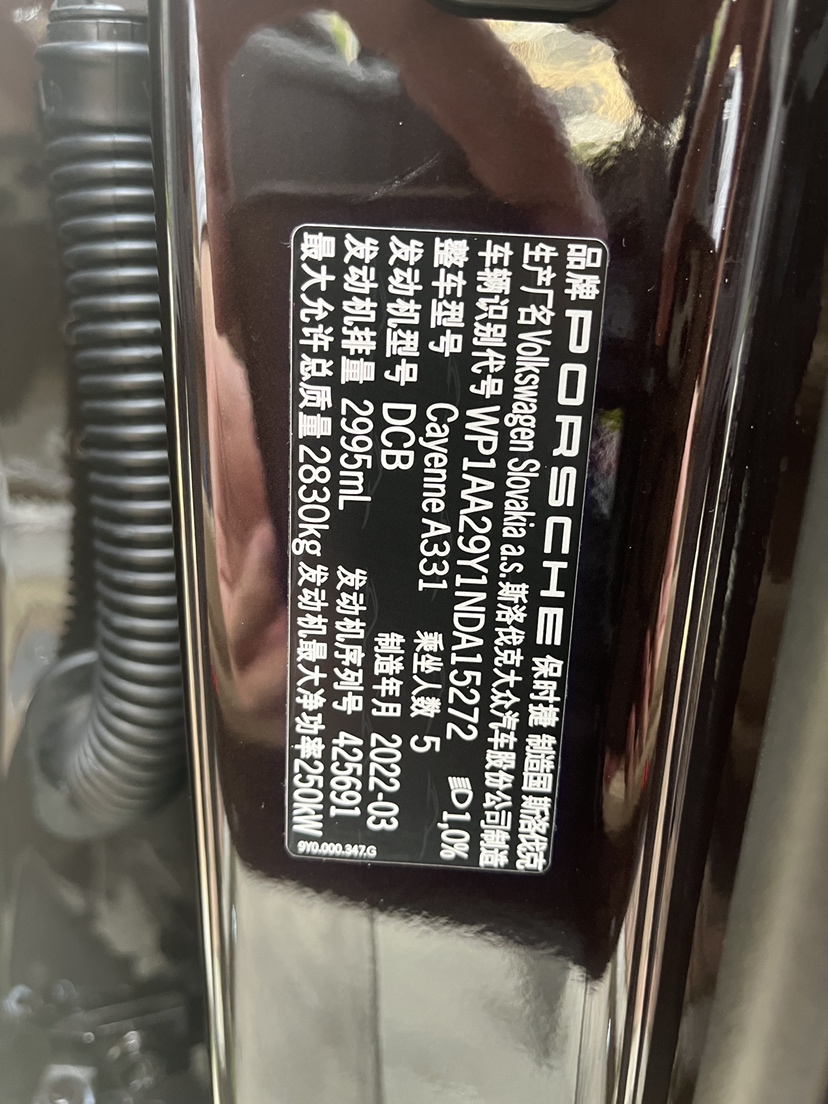 品牌 PORSCHE 保时捷 制造国 斯洛伐克
生产厂名 Volkswagen Slovakia a.s. 斯洛伐克大众汽车股份公司制造
车辆识别代号 WP1AA29Y1NDA15272
整车型号 Cayenne A331 乘坐人数 5 1,0%
发动机型号 DCB 制造年月 2022-03
发动机排量 2995mL 发动机序列号 425691
最大允许总质量 2830kg 发动机最大净功率250KW
9Y0.000.347.G